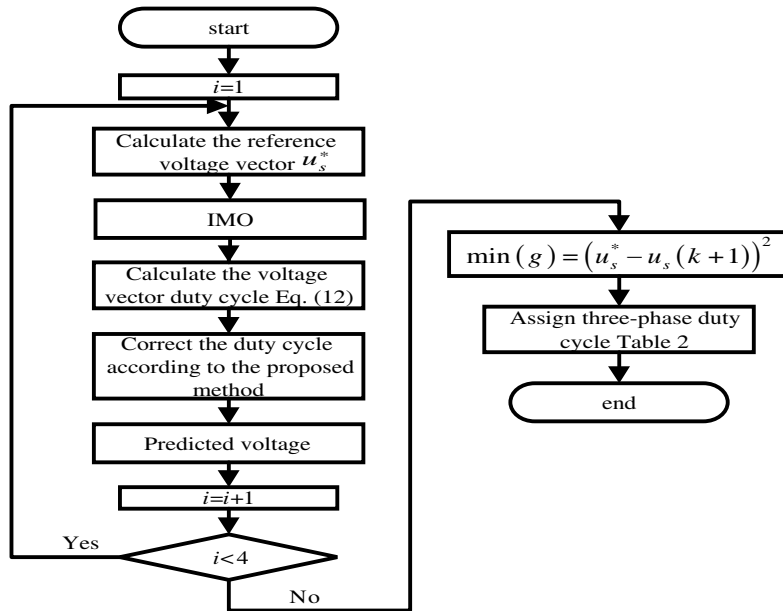 start
i=1
Calculate the reference
voltage vector u_s^*
IMO
Calculate the voltage
vector duty cycle Eq. (12)
Correct the duty cycle
according to the proposed
method
Predicted voltage
i=i+1
i<4
Yes
No
min(g)=(u_s^*-u_s(k+1))^2
Assign three-phase duty
cycle Table 2
end